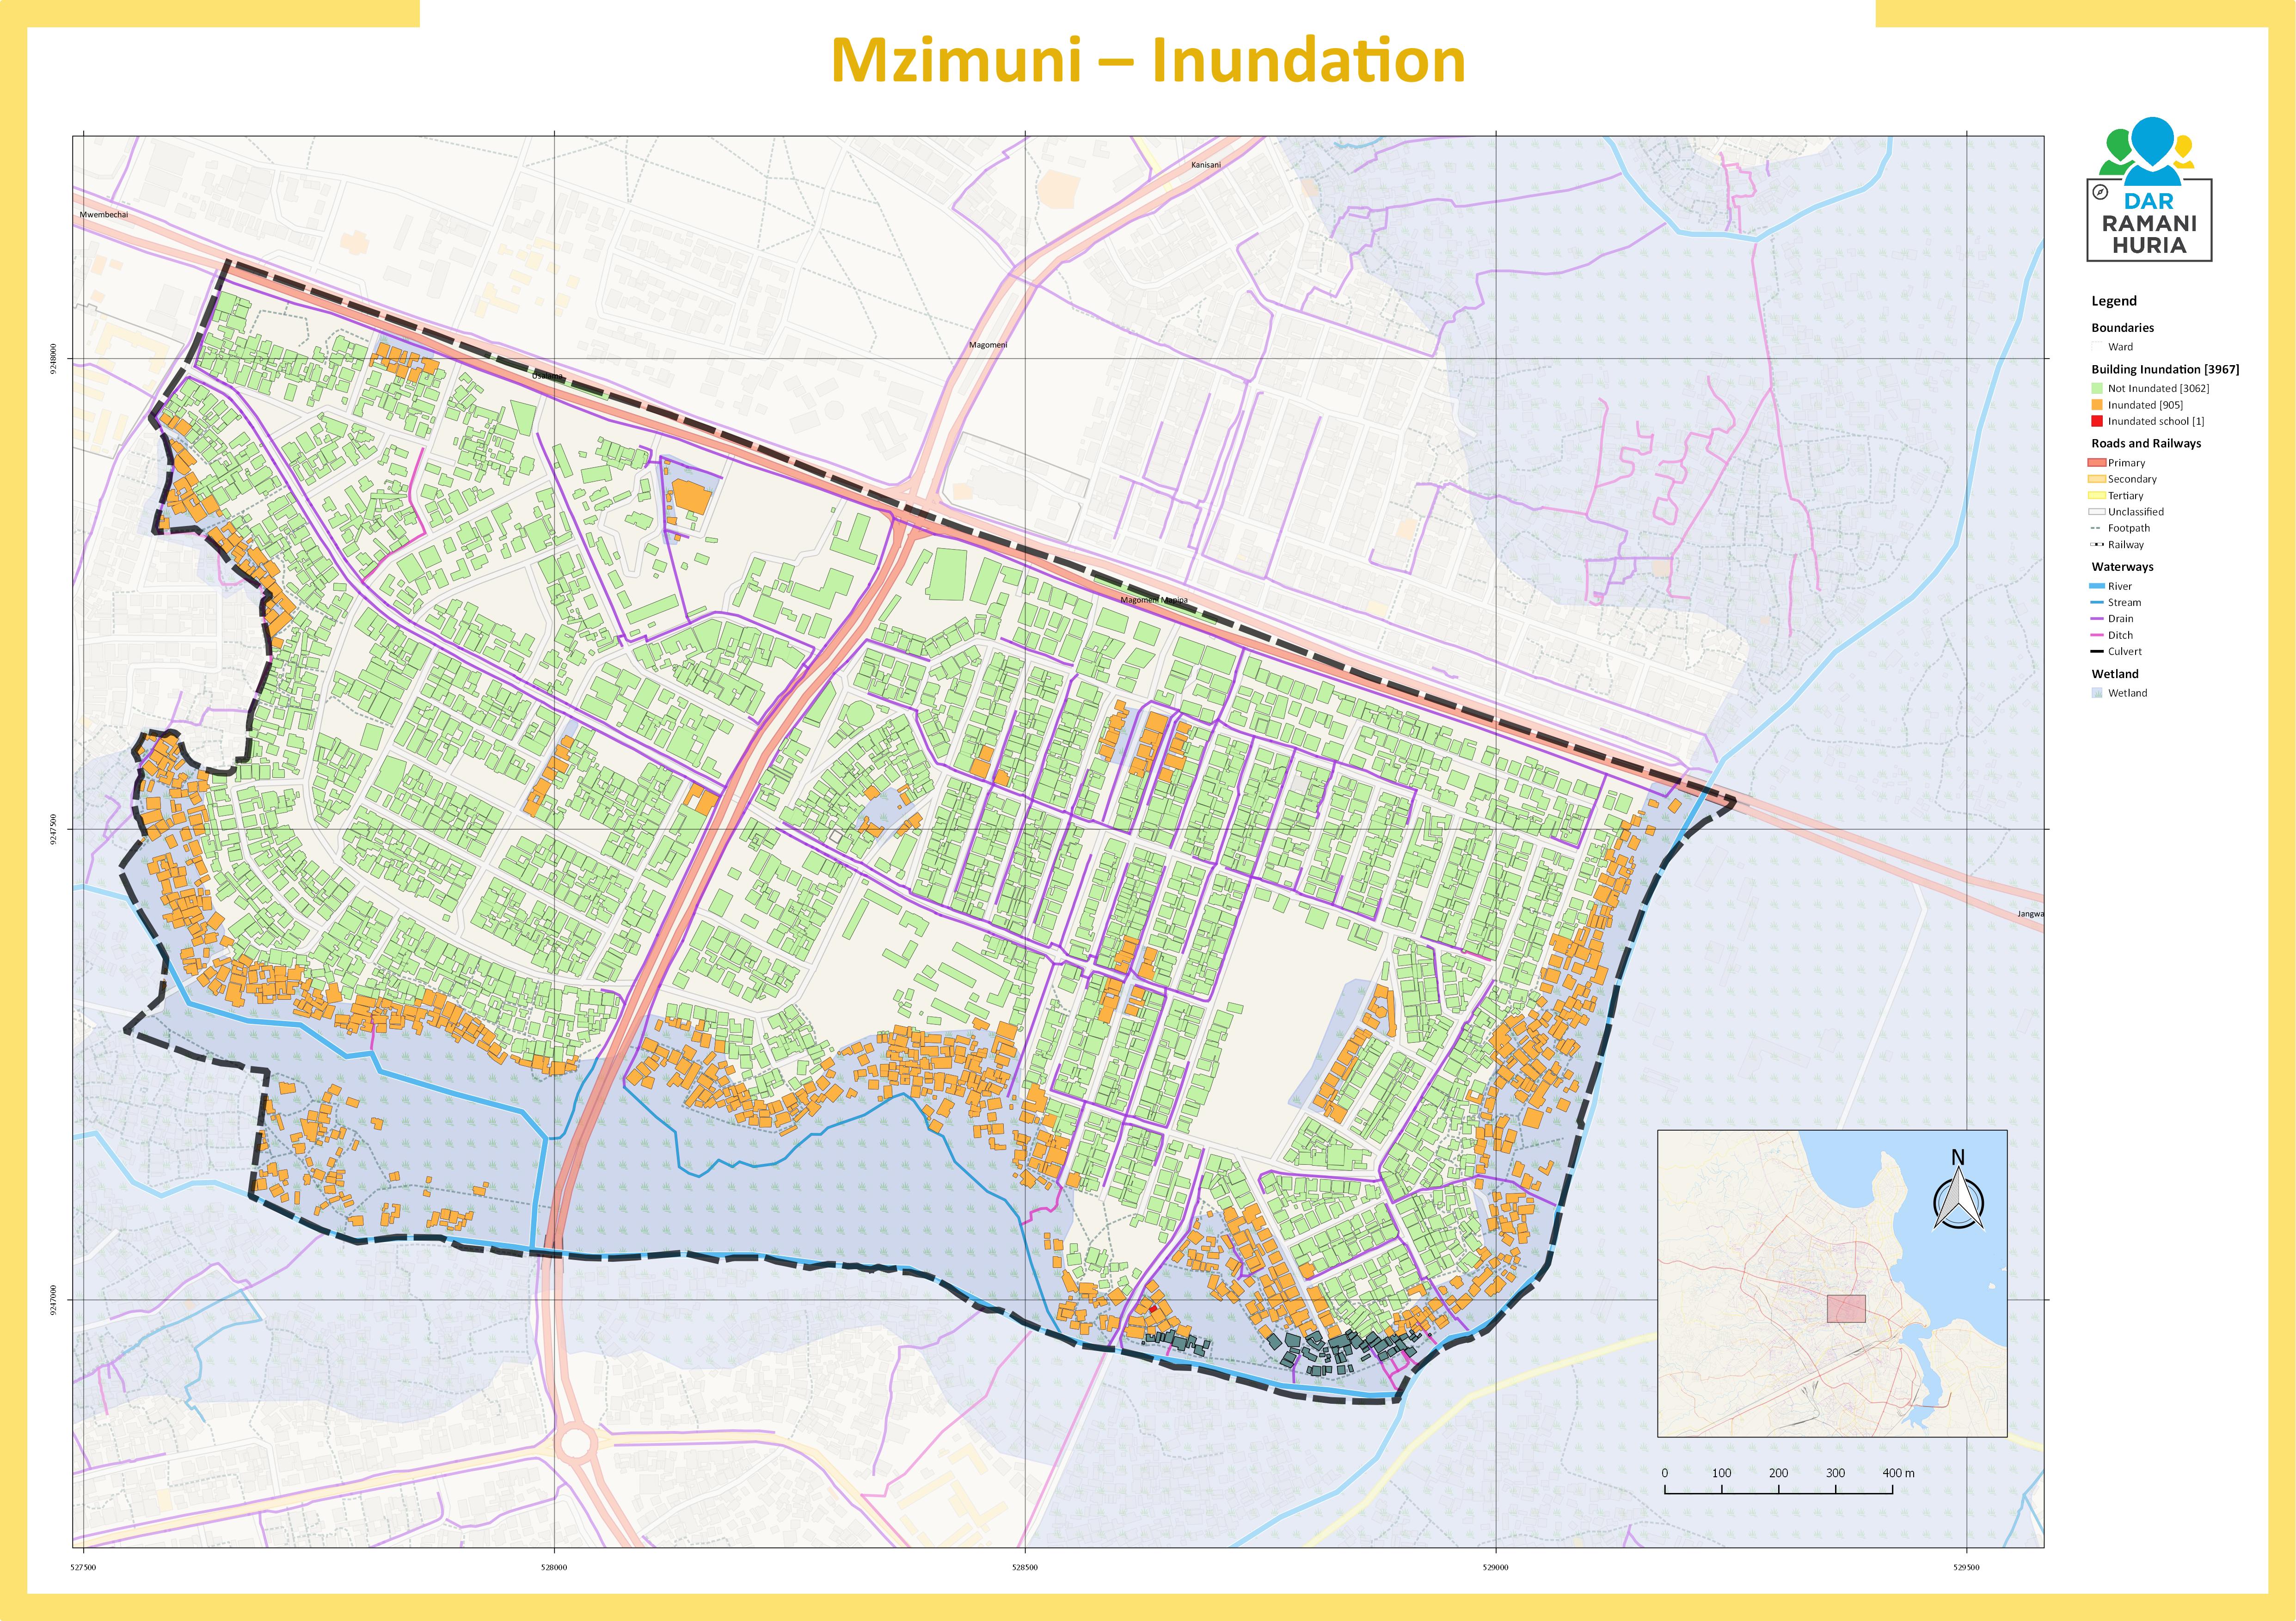 Mzimuni – Inundation
DAR
RAMANI
HURIA
Legend
Boundaries
Ward
Building Inundation [3967]
Not Inundated [3062]
Inundated [905]
Inundated school [1]
Roads and Railways
Primary
Secondary
Tertiary
Unclassified
Footpath
Railway
Waterways
River
Stream
Drain
Ditch
Culvert
Wetland
Wetland
Kanisani
Mwembechai
Magomeni
Usalama
Magomeni Mapipa
Jangwa
9248000
9247500
9247000
N
0 100 200 300 400 m
527500 528000 528500 529000 529500